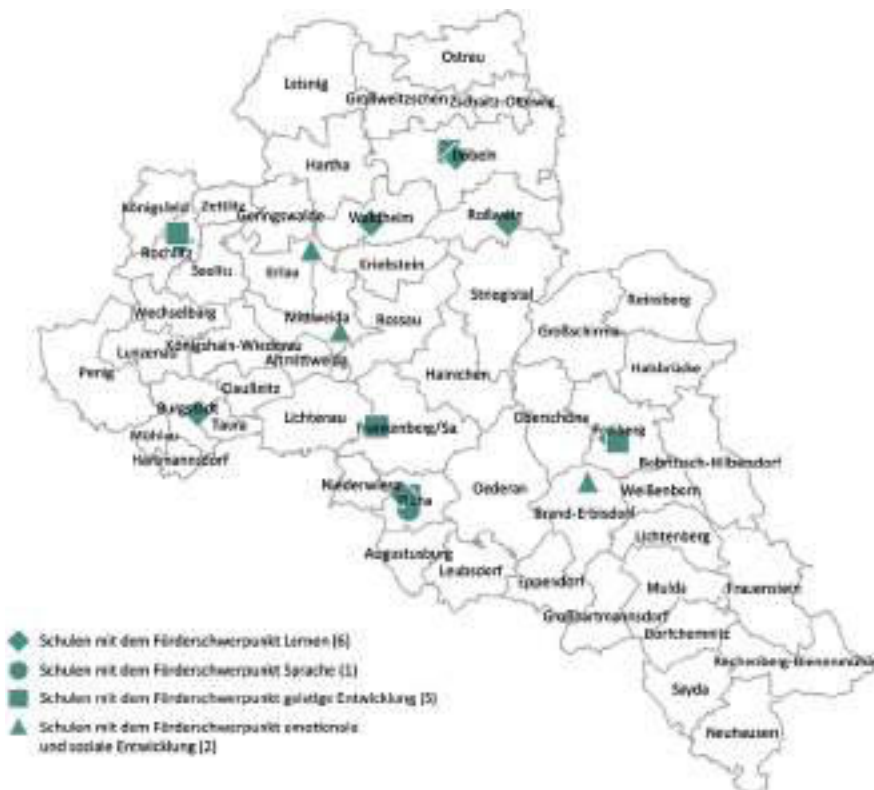 Ostrau
Leisnig
Großweitzschen
Zschaitz-Ottewig
Hartha
Döbeln
Königsfeld
Zettlitz
Geringswalde
Waldheim
Roßwein
Rochlitz
Seelitz
Erlau
Kriebstein
Striegistal
Reinsberg
Wechselburg
Mittweida
Rossau
Großschirma
Lunzenau
Königshain-Wiederau
Altmittweida
Halsbrücke
Penig
Hainichen
Claußnitz
Burgstädt
Taura
Lichtenau
Frankenberg/Sa.
Oberschöna
Freiberg
Mühlau
Hartmannsdorf
Bobritzsch-Hilbersdorf
Niederwiesa
Flöha
Oederan
Weißenborn
Brand-Erbisdorf
Lichtenberg
Augustusburg
Leubsdorf
Eppendorf
Mulda
Frauenstein
Großhartmannsdorf
Dorfchemnitz
Rechenberg-Bienenmühle
Sayda
Neuhausen
Schulen mit dem Förderschwerpunkt Lernen (6)
Schulen mit dem Förderschwerpunkt Sprache (1)
Schulen mit dem Förderschwerpunkt geistige Entwicklung (5)
Schulen mit dem Förderschwerpunkt emotionale
und soziale Entwicklung (2)